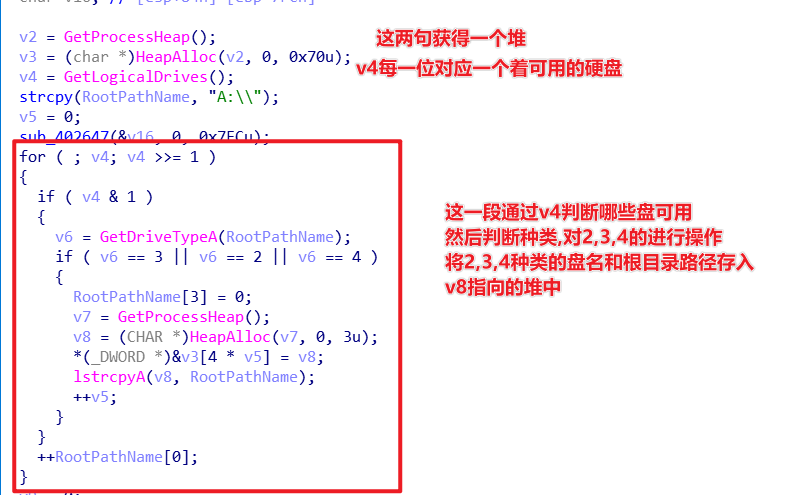 v2 = GetProcessHeap();
这两句获得一个堆
v3 = (char *)HeapAlloc(v2, 0, 0x70u);
v4每一位对应一个着可用的硬盘
v4 = GetLogicalDrives();
strcpy(RootPathName, "A:\\");
v5 = 0;
sub_402647(&v16, 0, 0x7FCu);
for ( ; v4; v4 >>= 1 )
{
if ( v4 & 1 )
{
v6 = GetDriveTypeA(RootPathName);
if ( v6 == 3 || v6 == 2 || v6 == 4 )
{
RootPathName[3] = 0;
v7 = GetProcessHeap();
v8 = (CHAR *)HeapAlloc(v7, 0, 3u);
*(_DWORD *)&v3[4 * v5] = v8;
lstrcpyA(v8, RootPathName);
++v5;
}
}
++RootPathName[0];
}
这一段通过v4判断哪些盘可用
然后判断种类,对2,3,4的进行操作
将2,3,4种类的盘名和根目录路径存入
v8指向的堆中